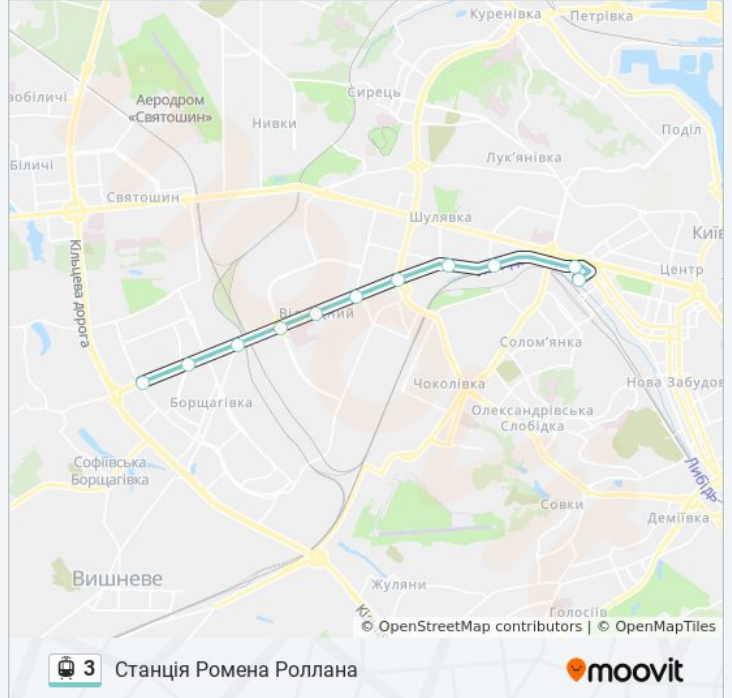 Куренівка
Петрівка
зобіличі
Аеродром
«Святошин»
Сирець
Нивки
Поділ
Біличі
Лук'янівка
Святошин
Шулявка
Київ
Кільцева дорога
Центр
Солом'янка
Чоколівка
Нова Забудов
Борщагівка
Олександрівська
Слобідка
Софіївська
Борщагівка
Либідь
Совки
Деміївка
Вишневе
Жуляни
Голосіїв
© OpenStreetMap contributors | © OpenMapTiles
3 Станція Ромена Роллана
moovit